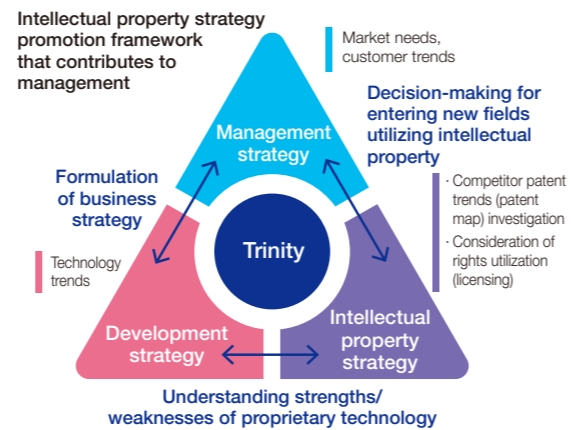 Intellectual property strategy
promotion framework
that contributes to
management
Market needs,
customer trends
Management
strategy
Decision-making for
entering new fields
utilizing intellectual
property
· Competitor patent
trends (patent
map) investigation
· Consideration of
rights utilization
(licensing)
Formulation
of business
strategy
Trinity
Technology
trends
Development
strategy
Intellectual
property
strategy
Understanding strengths/
weaknesses of proprietary technology